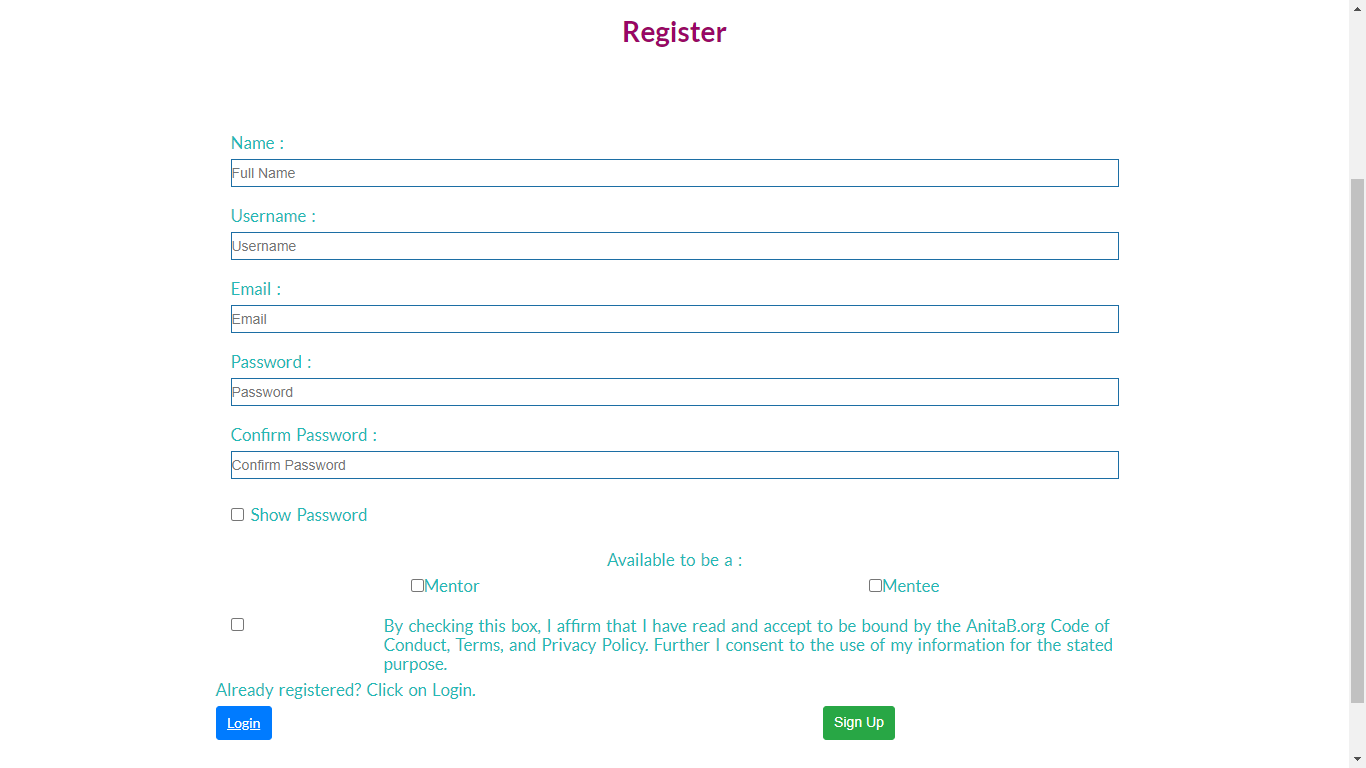 Register
Name :
Full Name
Username :
Username
Email :
Email
Password :
Password
Confirm Password :
Confirm Password
Show Password
Available to be a :
Mentor
Mentee
By checking this box, I affirm that I have read and accept to be bound by the AnitaB.org Code of
Conduct, Terms, and Privacy Policy. Further I consent to the use of my information for the stated
purpose.
Already registered? Click on Login.
Login
Sign Up